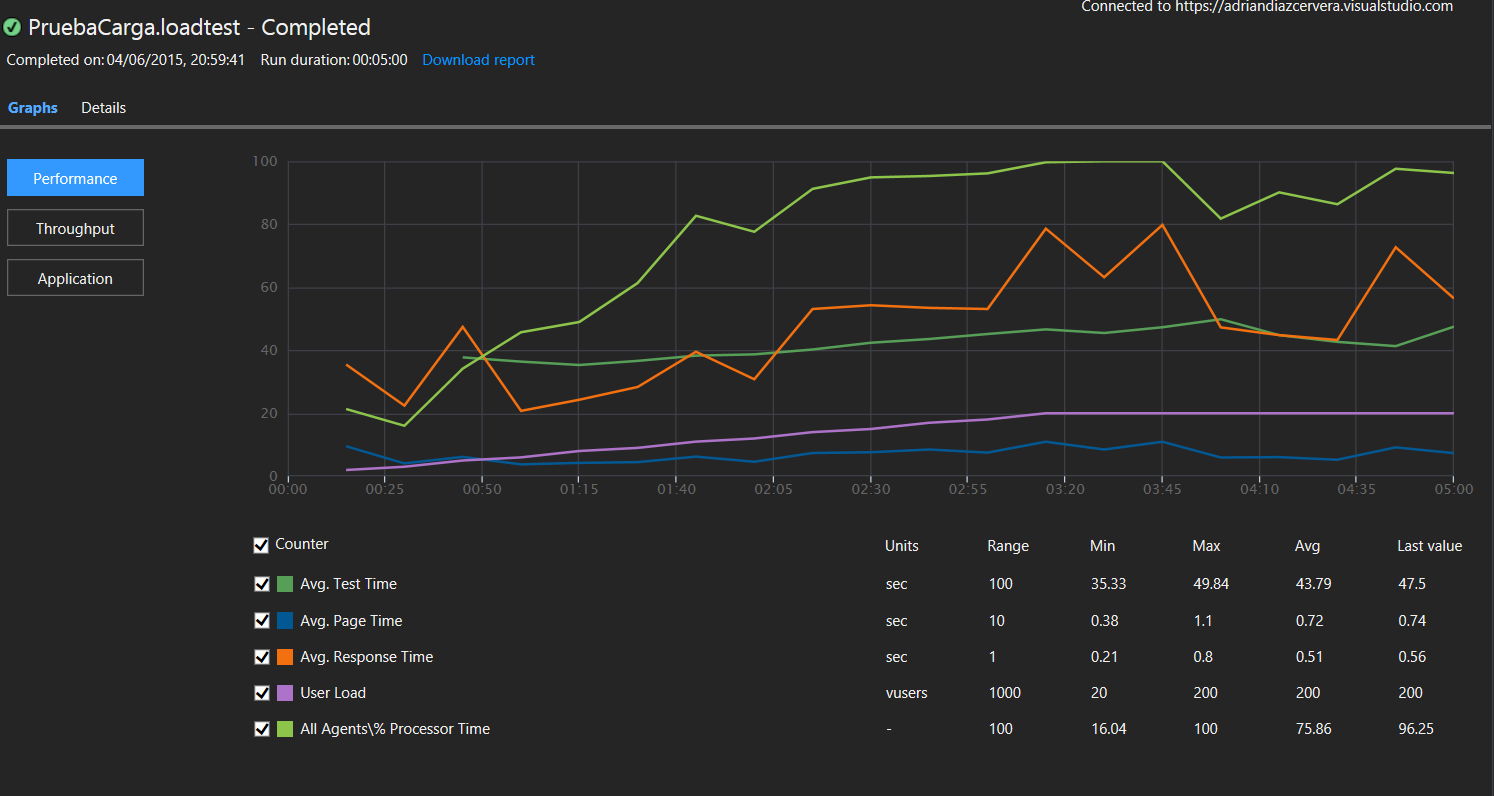 Connected to https://adriandiazcervera.visualstudio.com
PruebaCarga.loadtest - Completed
Completed on: 04/06/2015, 20:59:41 Run duration: 00:05:00 Download report
Graphs Details
Performance
Throughput
Application
100
80
60
40
20
0
00:00 00:25 00:50 01:15 01:40 02:05 02:30 02:55 03:20 03:45 04:10 04:35 05:00
Counter Units Range Min Max Avg Last value
Avg. Test Time sec 100 35.33 49.84 43.79 47.5
Avg. Page Time sec 10 0.38 1.1 0.72 0.74
Avg. Response Time sec 1 0.21 0.8 0.51 0.56
User Load vusers 1000 20 200 200 200
All Agents\% Processor Time - 100 16.04 100 75.86 96.25